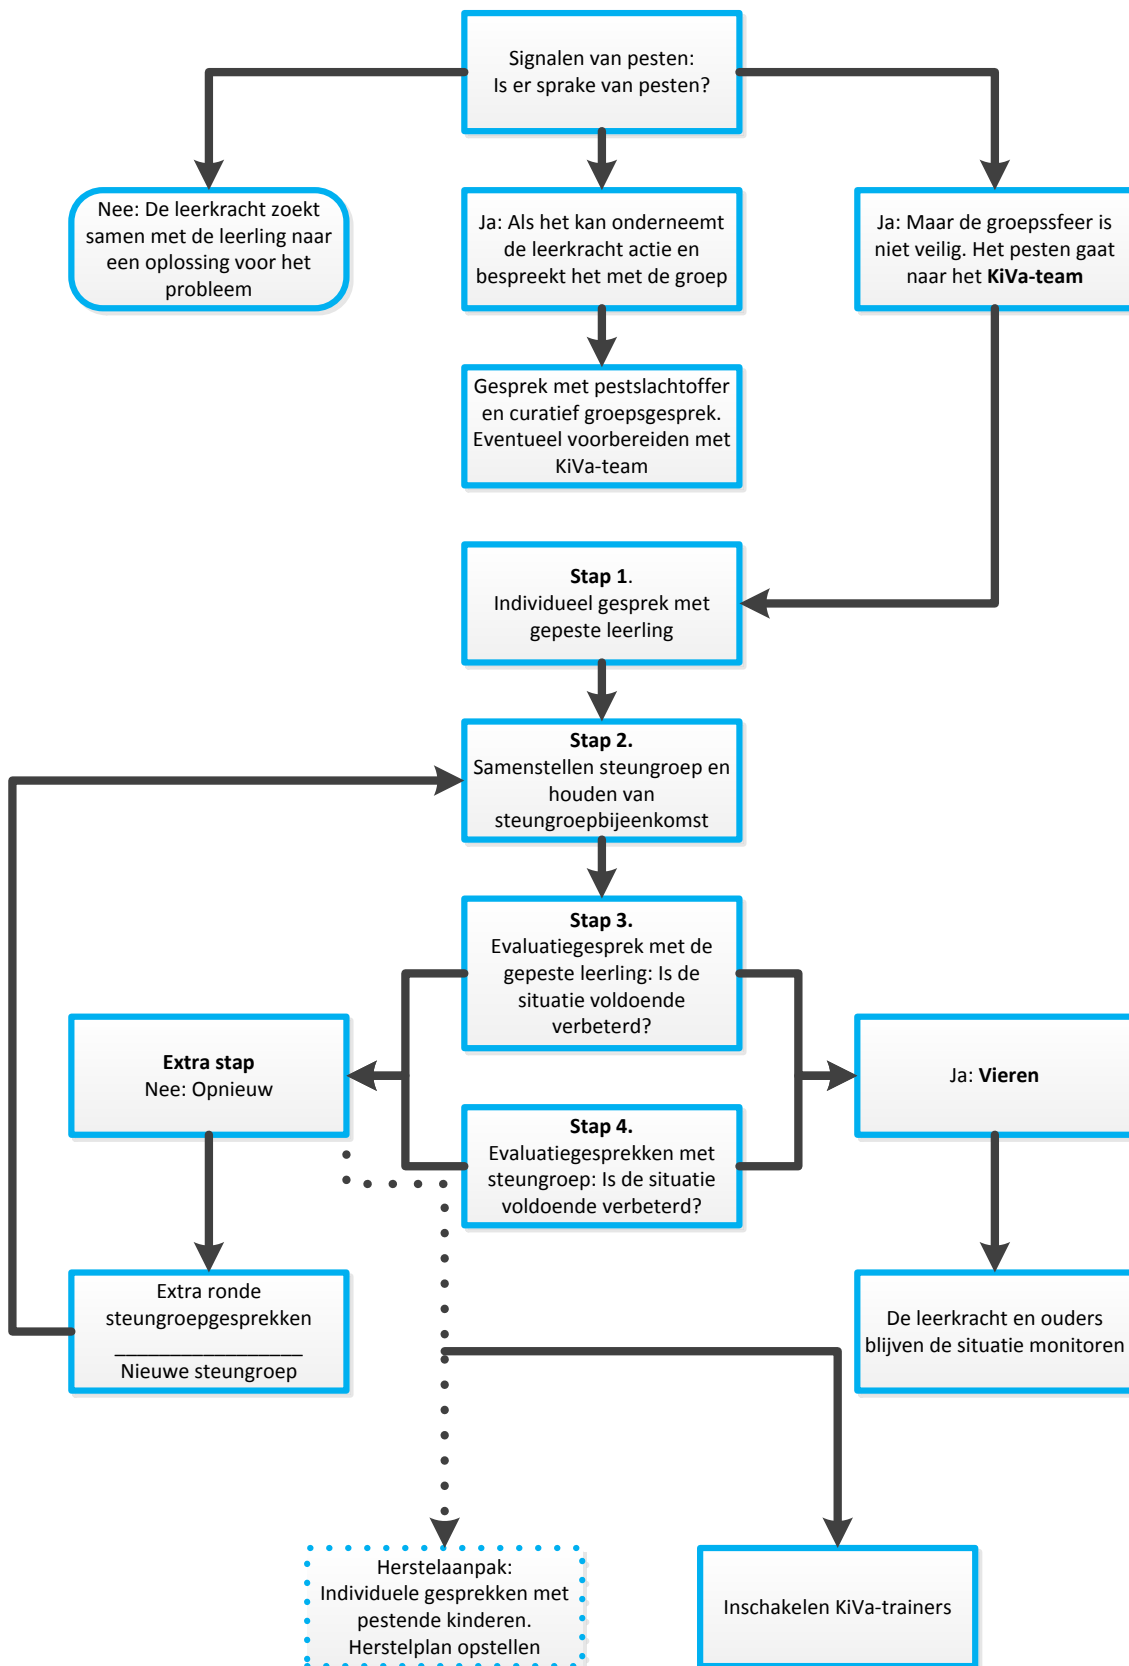 Signalen van pesten:
Is er sprake van pesten?
Nee: De leerkracht zoekt
samen met de leerling naar
een oplossing voor het
probleem
Ja: Als het kan onderneemt
de leerkracht actie en
bespreekt het met de groep
Ja: Maar de groepssfeer is
niet veilig. Het pesten gaat
naar het KiVa-team
Gesprek met pestslachtoffer
en curatief groepsgesprek.
Eventueel voorbereiden met
KiVa-team
Stap 1.
Individueel gesprek met
gepeste leerling
Stap 2.
Samenstellen steungroep en
houden van
steungroepbijeenkomst
Stap 3.
Evaluatiegesprek met de
gepeste leerling: Is de
situatie voldoende
verbeterd?
Extra stap
Nee: Opnieuw
Ja: Vieren
Stap 4.
Evaluatiegesprekken met
steungroep: Is de situatie
voldoende verbeterd?
Extra ronde
steungroepgesprekken
__________________
Nieuwe steungroep
De leerkracht en ouders
blijven de situatie monitoren
Herstelaanpak:
Individuele gesprekken met
pestende kinderen.
Herstelplan opstellen
Inschakelen KiVa-trainers